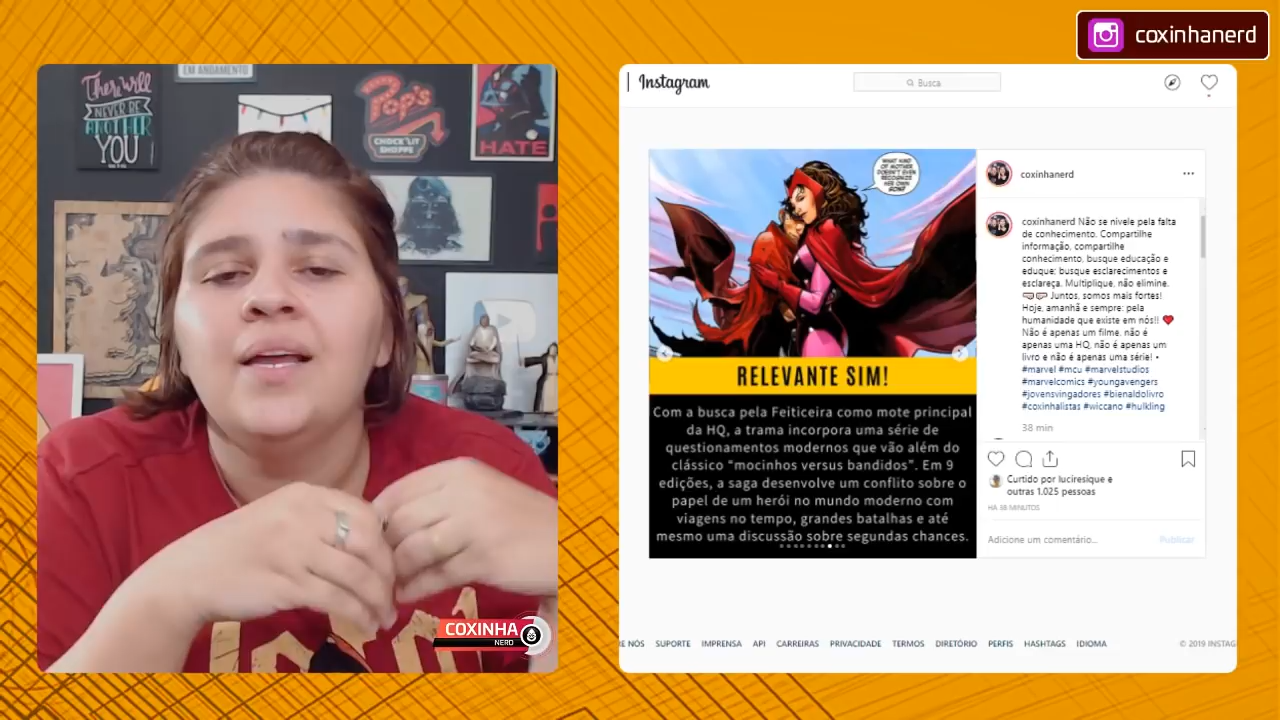 coxinhanerd
There will
NEVER BE
ANOTHER
YOU
EM ANDAMENTO
POP'S
CHOCK'LIT
SHOPPE
HATE
COXINHA
NERD
Instagram
Busca
WHAT KIND
OF MOTHER
DOESN'T EVEN
RECOGNIZE
HER OWN
SONS?
RELEVANTE SIM!
Com a busca pela Feiticeira como mote principal
da HQ, a trama incorpora uma série de
questionamentos modernos que vão além do
clássico “mocinhos versus bandidos”. Em 9
edições, a saga desenvolve um conflito sobre o
papel de um herói no mundo moderno com
viagens no tempo, grandes batalhas e até
mesmo uma discussão sobre segundas chances.
coxinhanerd
coxinhanerd Não se nivele pela falta
de conhecimento. Compartilhe
informação, compartilhe
conhecimento, busque educação e
eduque: busque esclarecimentos e
esclareça. Multiplique, não elimine.
🤜🏻🤛🏻 Juntos, somos mais fortes!
Hoje, amanhã e sempre: pela
humanidade que existe em nós!! ❤️
Não é apenas um filme, não é
apenas uma HQ, não é apenas um
livro e não é apenas uma série! •
#marvel #mcu #marvelstudios
#marvelcomics #youngavengers
#jovensvingadores #bienaldolivro
#coxinhalistas #wiccano #hulkling
38 min
Curtido por luciresique e
outras 1.025 pessoas
HÁ 38 MINUTOS
Adicione um comentário...
Publicar
RE NÓS SUPORTE IMPRENSA API CARREIRAS PRIVACIDADE TERMOS DIRETÓRIO PERFIS HASHTAGS IDIOMA © 2019 INSTAG